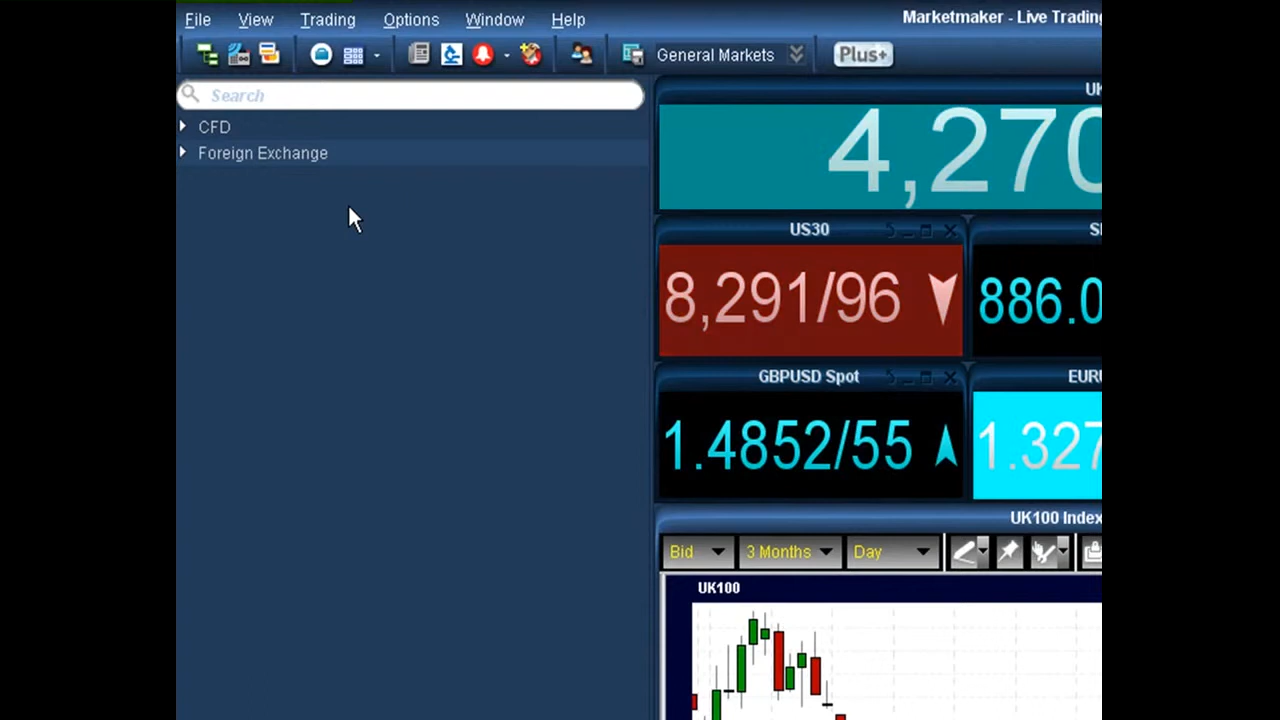 File View Trading Options Window Help
Marketmaker - Live Trading
General Markets Plus+
Search
CFD
Foreign Exchange
4,270
US30
8,291/96
886.0
GBPUSD Spot
EURU
1.4852/55
1.327
UK100 Index
Bid 3 Months Day
UK100